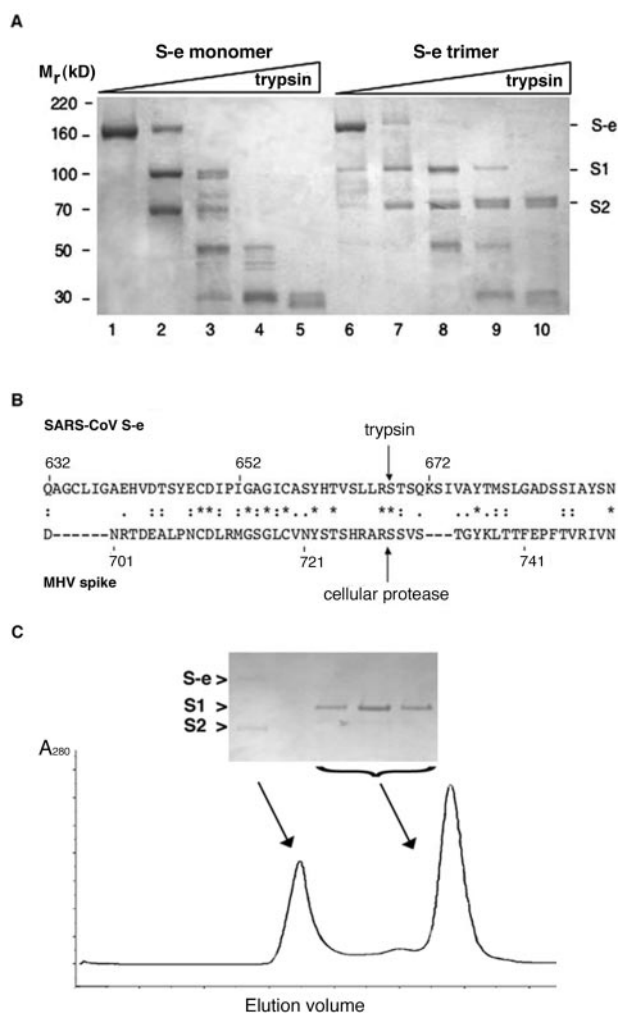 A
S-e monomer S-e trimer
Mr (kD) trypsin trypsin
220 –
160 – – S-e
100 – – S1
70 – – S2
50 –
30 –
1 2 3 4 5 6 7 8 9 10
B
SARS-CoV S-e trypsin
632 652 672
QAGCLIGAEHVDTSYECDIPIGAGICASYHTVSLLRSTSQKSIVAYTMSLGADSSIAYSN
D------NRTDEALPNCDLRMGSGLCVNYSTSHRARSSVS---TGYKLTTFEPFTVRIVN
701 721 741
MHV spike cellular protease
C
S-e >
S1 >
S2 >
A280
Elution volume